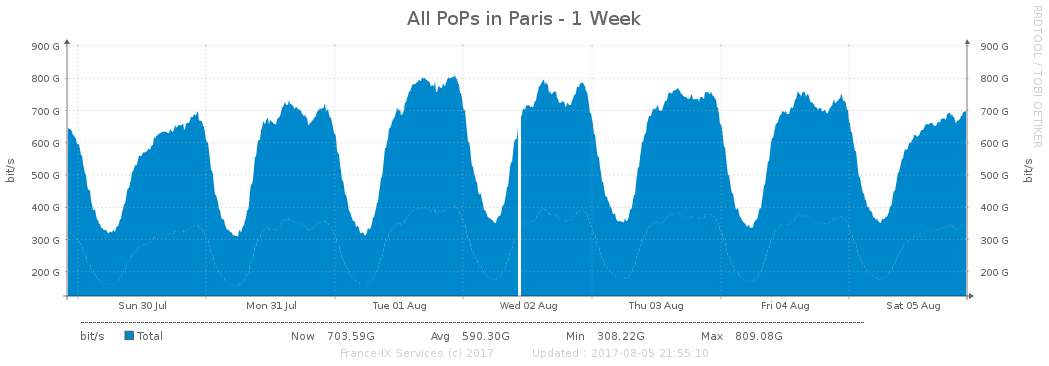 All PoPs in Paris - 1 Week
RRDTOOL / TOBI OETIKER
900 G 900 G
800 G 800 G
700 G 700 G
600 G 600 G
500 G 500 G
400 G 400 G
300 G 300 G
200 G 200 G
bit/s bit/s
Sun 30 Jul Mon 31 Jul Tue 01 Aug Wed 02 Aug Thu 03 Aug Fri 04 Aug Sat 05 Aug
bit/s Total Now 703.59G Avg 590.30G Min 308.22G Max 809.08G
France-IX Services (c) 2017 Updated : 2017-08-05 21:55:10